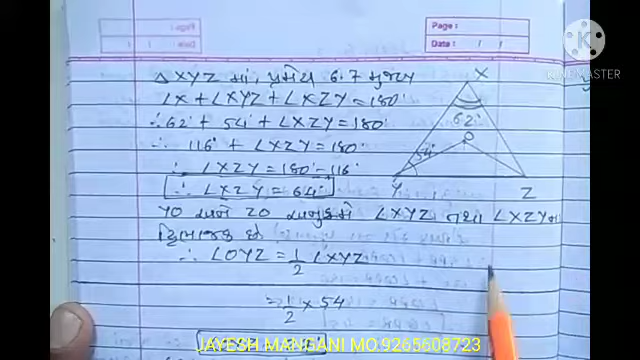 Page :
Date :    /    /
KINEMASTER
△XYZ માં, પ્રમેય 6.7 મુજબ
∠X + ∠XYZ + ∠XZY = 180°
∴ 62° + 54° + ∠XZY = 180°
∴ 116° + ∠XZY = 180°
∴ ∠XZY = 180° - 116°
∴ ∠XZY = 64°
X
62°
O
54°
Y
Z
YO અને ZO અનુક્રમે ∠XYZ તથા ∠XZYના
દ્વિભાજક છે.
∴ ∠OYZ = 1/2 ∠XYZ
= 1/2 × 54
JAYESH MANGANI MO.9265608723